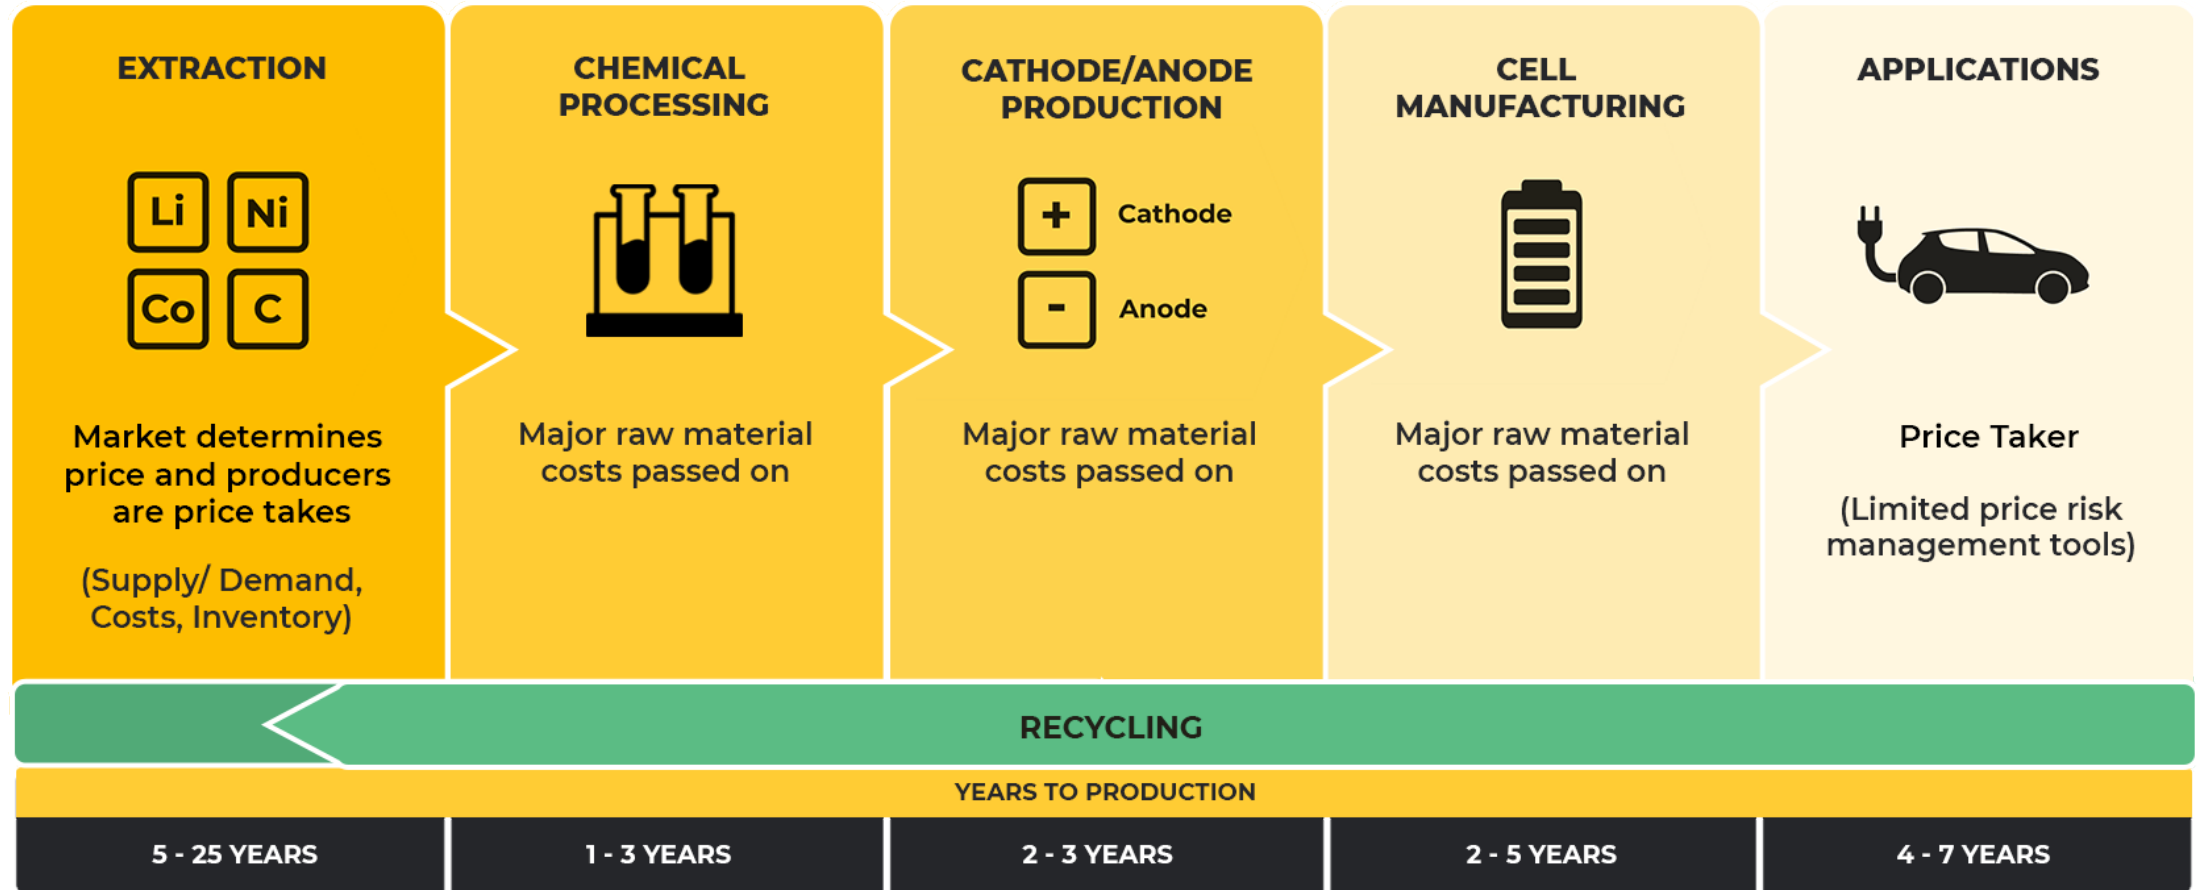 EXTRACTION
Li
Ni
Co
C
Market determines
price and producers
are price takes
(Supply/ Demand,
Costs, Inventory)
CHEMICAL
PROCESSING
Major raw material
costs passed on
CATHODE/ANODE
PRODUCTION
+
Cathode
-
Anode
Major raw material
costs passed on
CELL
MANUFACTURING
Major raw material
costs passed on
APPLICATIONS
Price Taker
(Limited price risk
management tools)
RECYCLING
YEARS TO PRODUCTION
5 - 25 YEARS
1 - 3 YEARS
2 - 3 YEARS
2 - 5 YEARS
4 - 7 YEARS